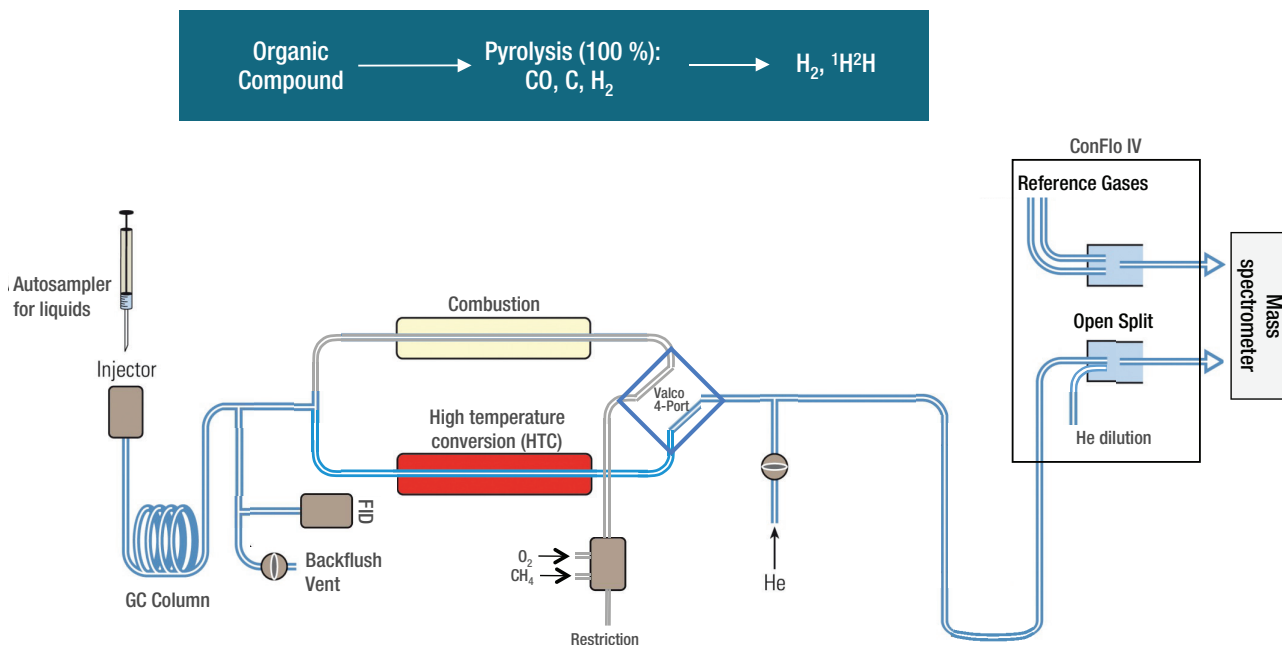 Organic
Compound
Pyrolysis (100 %):
CO, C, H₂
H₂, ¹H²H
ConFlo IV
Reference Gases
Mass
spectrometer
Autosampler
for liquids
Combustion
Open Split
Injector
Valco
4-Port
High temperature
conversion (HTC)
He dilution
FID
Backflush
Vent
O₂
CH₄
He
GC Column
Restriction